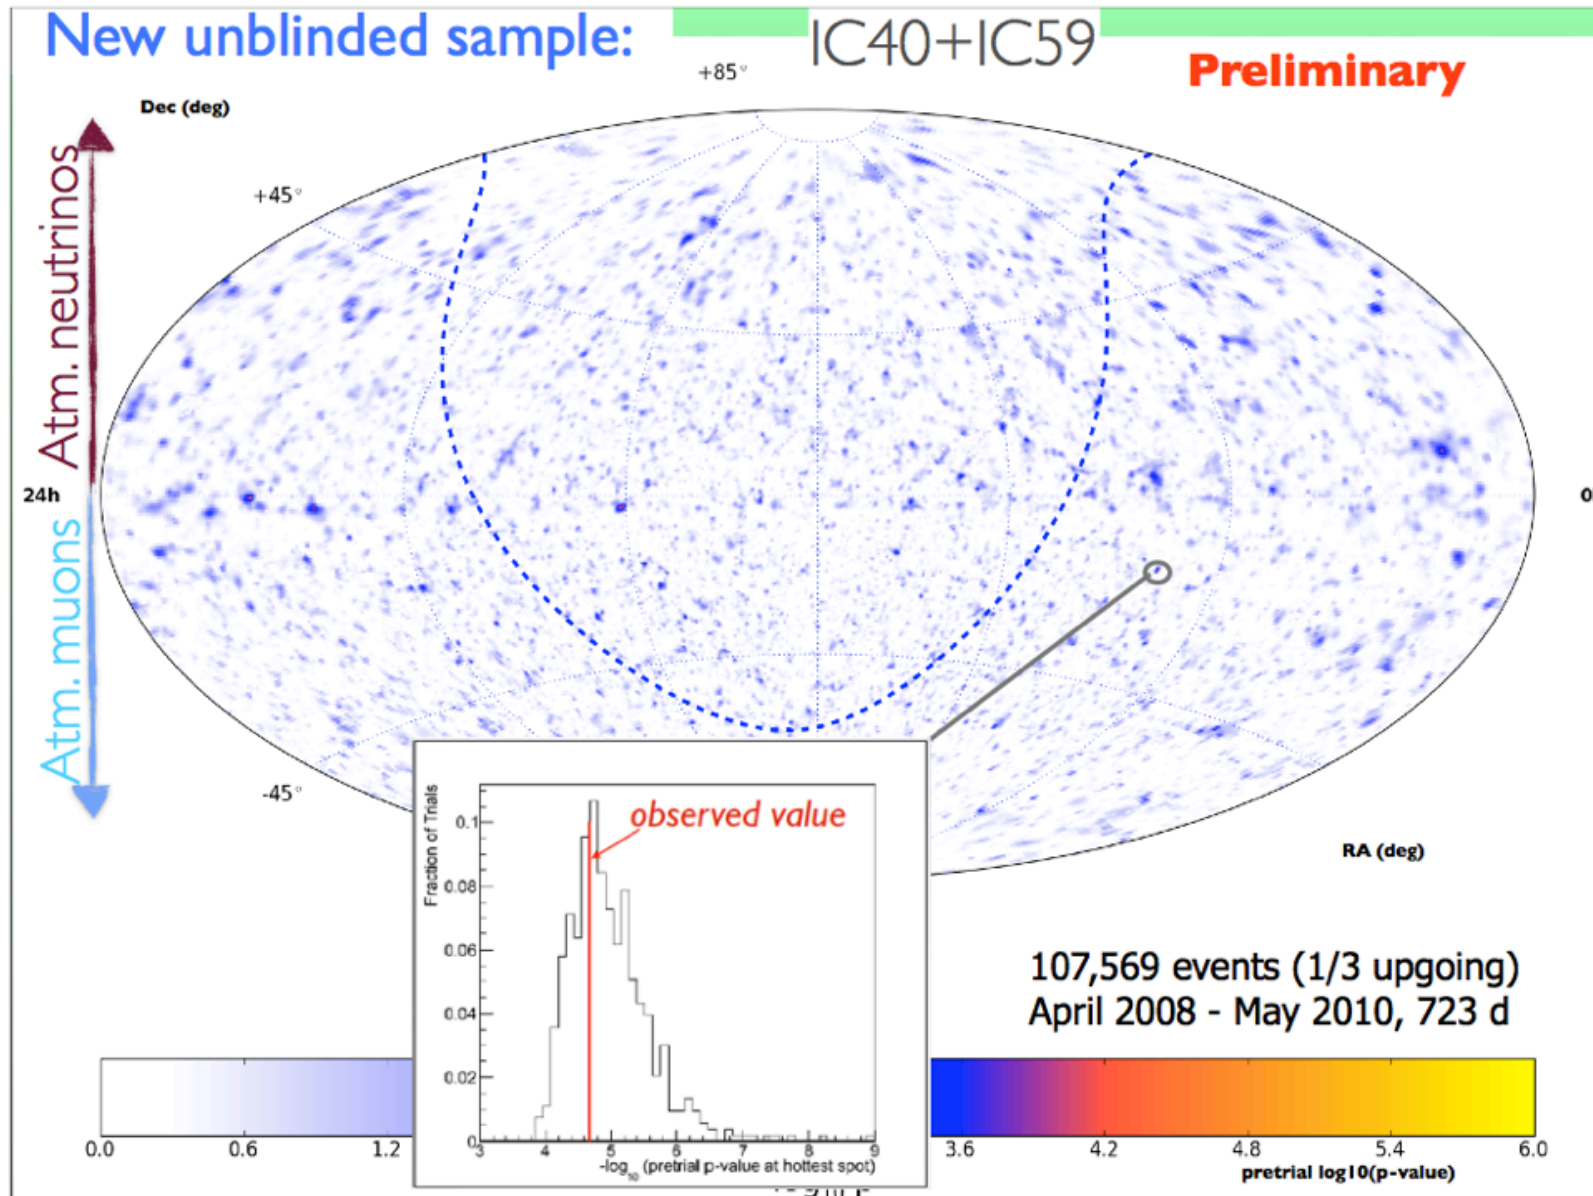 New unblinded sample:
IC40+IC59
Preliminary
+85°
Dec (deg)
+45°
Atm. neutrinos
24h
0
Atm. muons
-45°
RA (deg)
Fraction of Trials
observed value
0.1
0.08
0.06
0.04
0.02
0
3 4 5 6 7 8 9
-log10 (pretrial p-value at hottest spot)
107,569 events (1/3 upgoing)
April 2008 - May 2010, 723 d
0.0 0.6 1.2 3.6 4.2 4.8 5.4 6.0
pretrial log10(p-value)